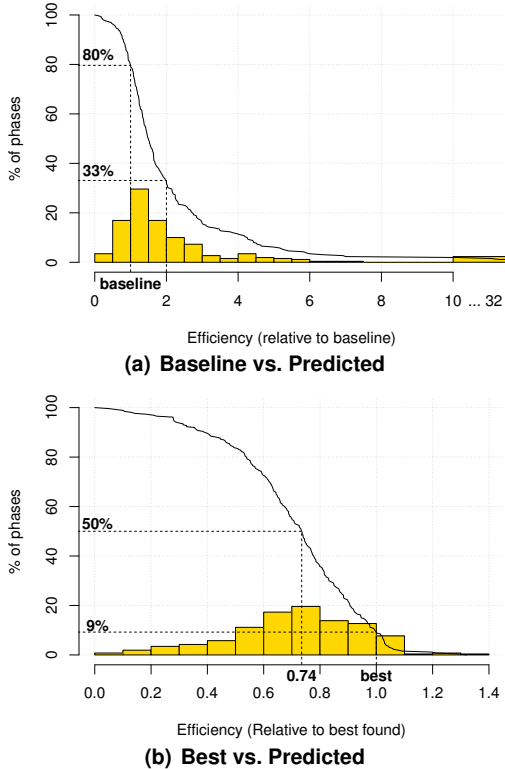 100
80%
80
60
% of phases
33%
40
20
0
baseline
0 2 4 6 8 10 ... 32
Efficiency (relative to baseline)
(a) Baseline vs. Predicted
100
80
60
% of phases
50%
40
20
9%
0
0.74 best
0.0 0.2 0.4 0.6 0.8 1.0 1.2 1.4
Efficiency (Relative to best found)
(b) Best vs. Predicted